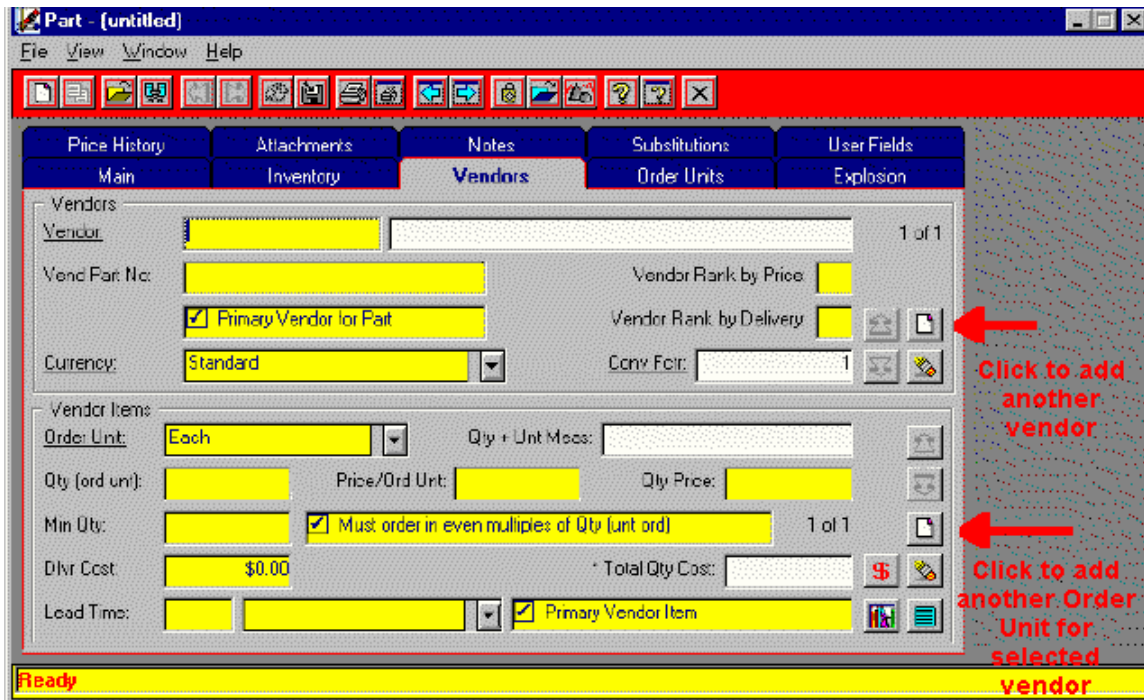 Part - (untitled)
File View Window Help
Price History Attachments Notes Substitutions User Fields
Main Inventory Vendors Order Units Explosion
Vendors
Vendor 1 of 1
Vend Part No: Vendor Rank by Price
Primary Vendor for Part Vendor Rank by Delivery
Currency: Standard Conv Fctr: 1
Click to add
another
vendor
Vendor Items
Order Unit: Each Qty + Unt Meas:
Qty (ord unt): Price/Ord Unt: Qty Price:
Min Qty: Must order in even multiples of Qty (unt ord) 1 of 1
Dlvr Cost: $0.00 * Total Qty Cost:
Lead Time: Primary Vendor Item
Click to add
another Order
Unit for
selected
vendor
Ready